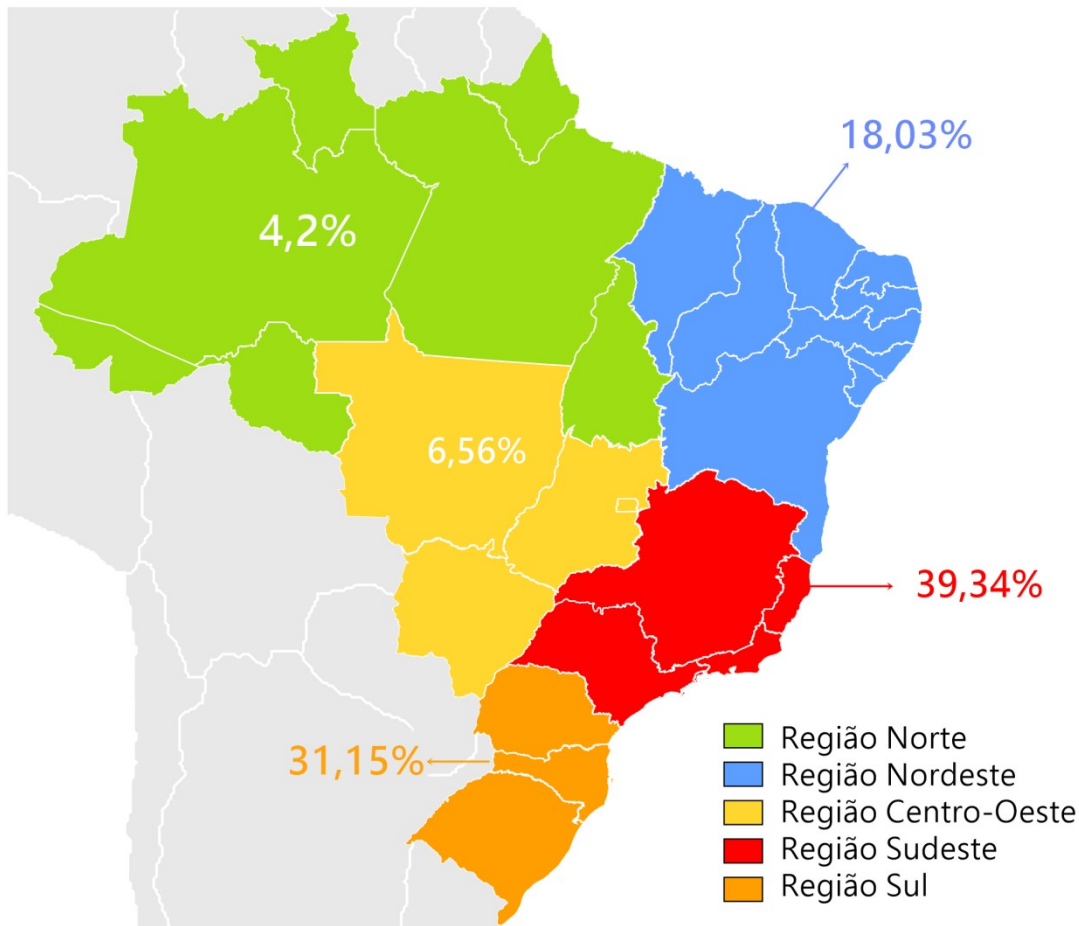 18,03%
4,2%
6,56%
39,34%
31,15%
Região Norte
Região Nordeste
Região Centro-Oeste
Região Sudeste
Região Sul